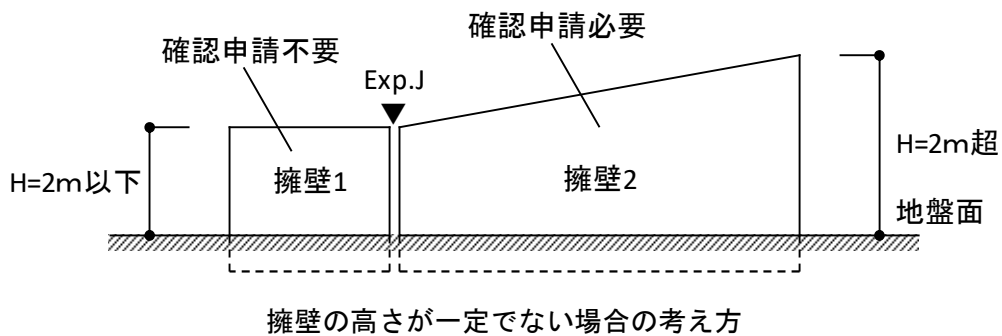 確認申請不要
確認申請必要
Exp.J
H=2m以下
擁壁1
擁壁2
H=2m超
地盤面
擁壁の高さが一定でない場合の考え方